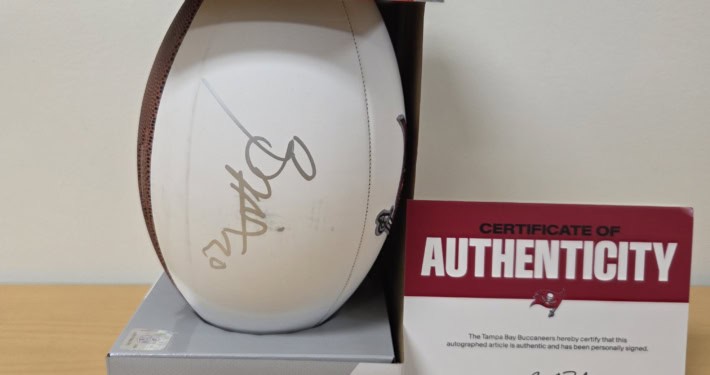 20
CERTIFICATE OF
AUTHENTICITY
The Tampa Bay Buccaneers hereby certify that this
autographed article is authentic and has been personally signed.